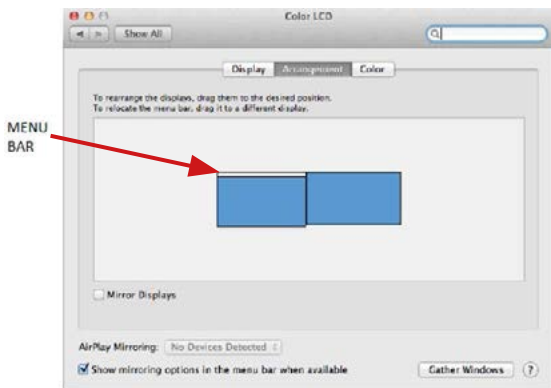 Color LCD
Show All
Display Arrangement Color
To rearrange the displays, drag them to the desired position.
To relocate the menu bar, drag it to a different display.
MENU
BAR
Mirror Displays
AirPlay Mirroring: No Devices Detected
Show mirroring options in the menu bar when available
Gather Windows ?